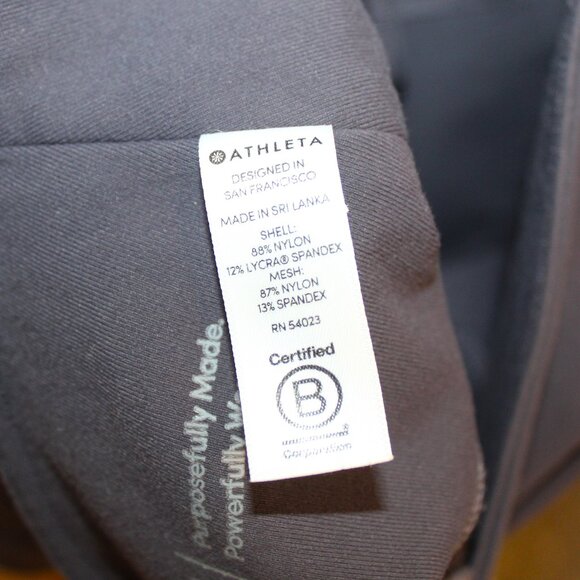 ATHLETA
DESIGNED IN
SAN FRANCISCO
MADE IN SRI LANKA
SHELL:
88% NYLON
12% LYCRA® SPANDEX
MESH:
87% NYLON
13% SPANDEX
RN 54023
Certified
B
®
Corporation
Purposefully Made.
Powerfully